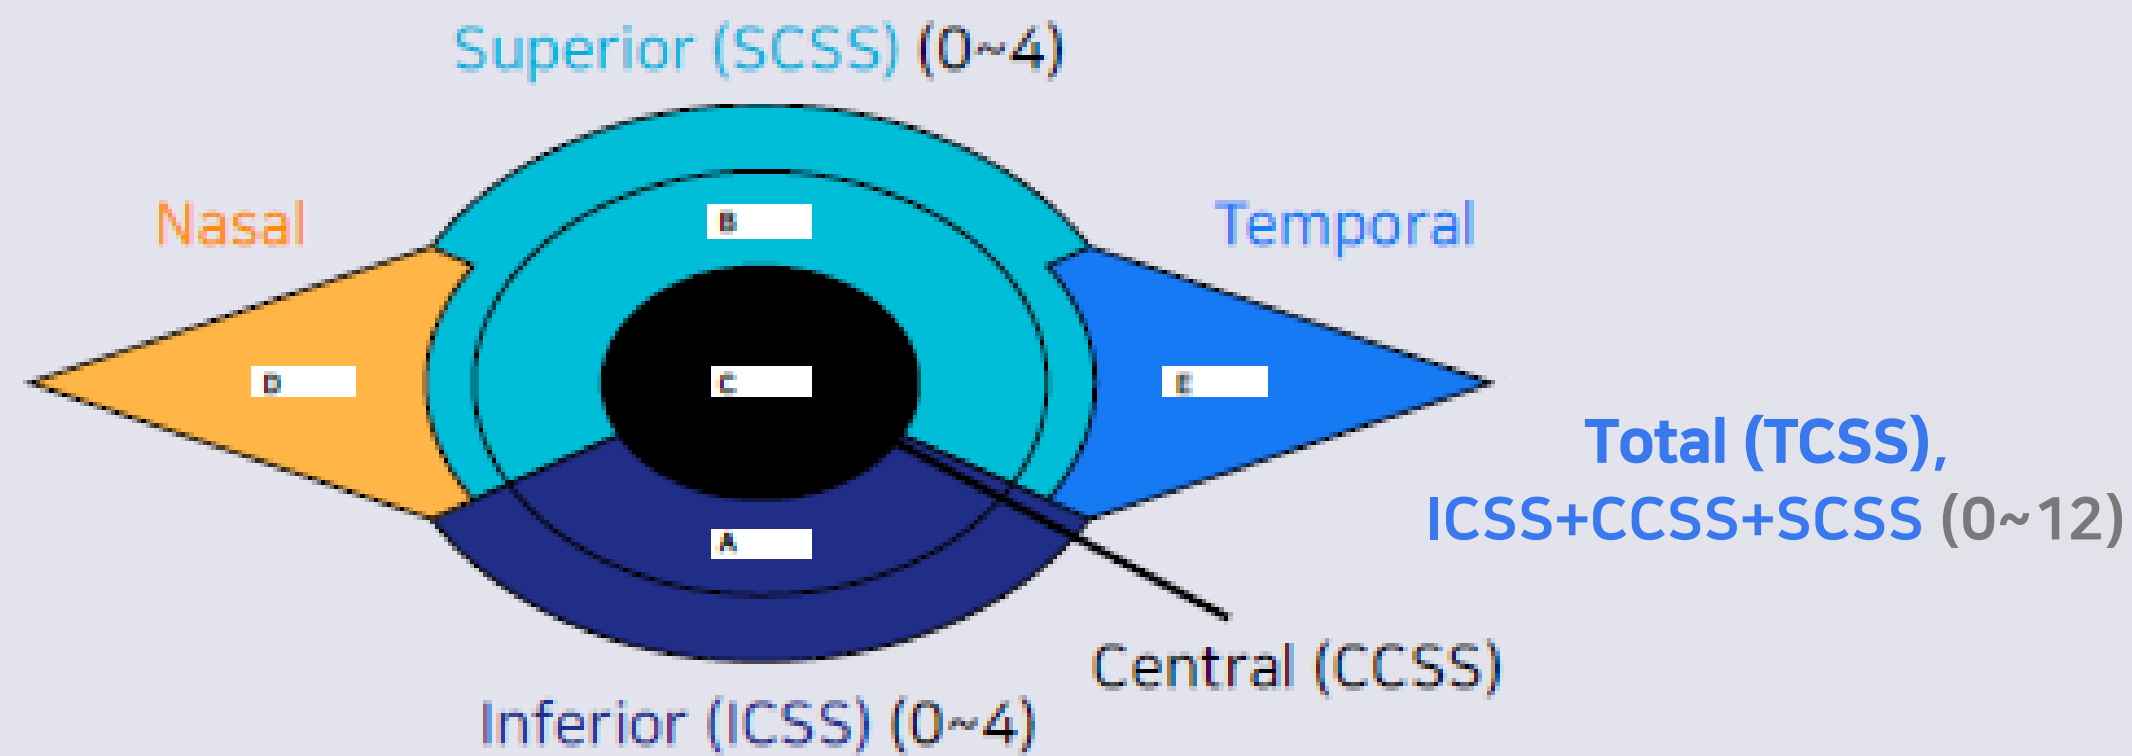 Superior (SCSS) (0~4)
Nasal
Temporal
B
D
C
E
A
Total (TCSS),
ICSS+CCSS+SCSS (0~12)
Central (CCSS)
Inferior (ICSS) (0~4)